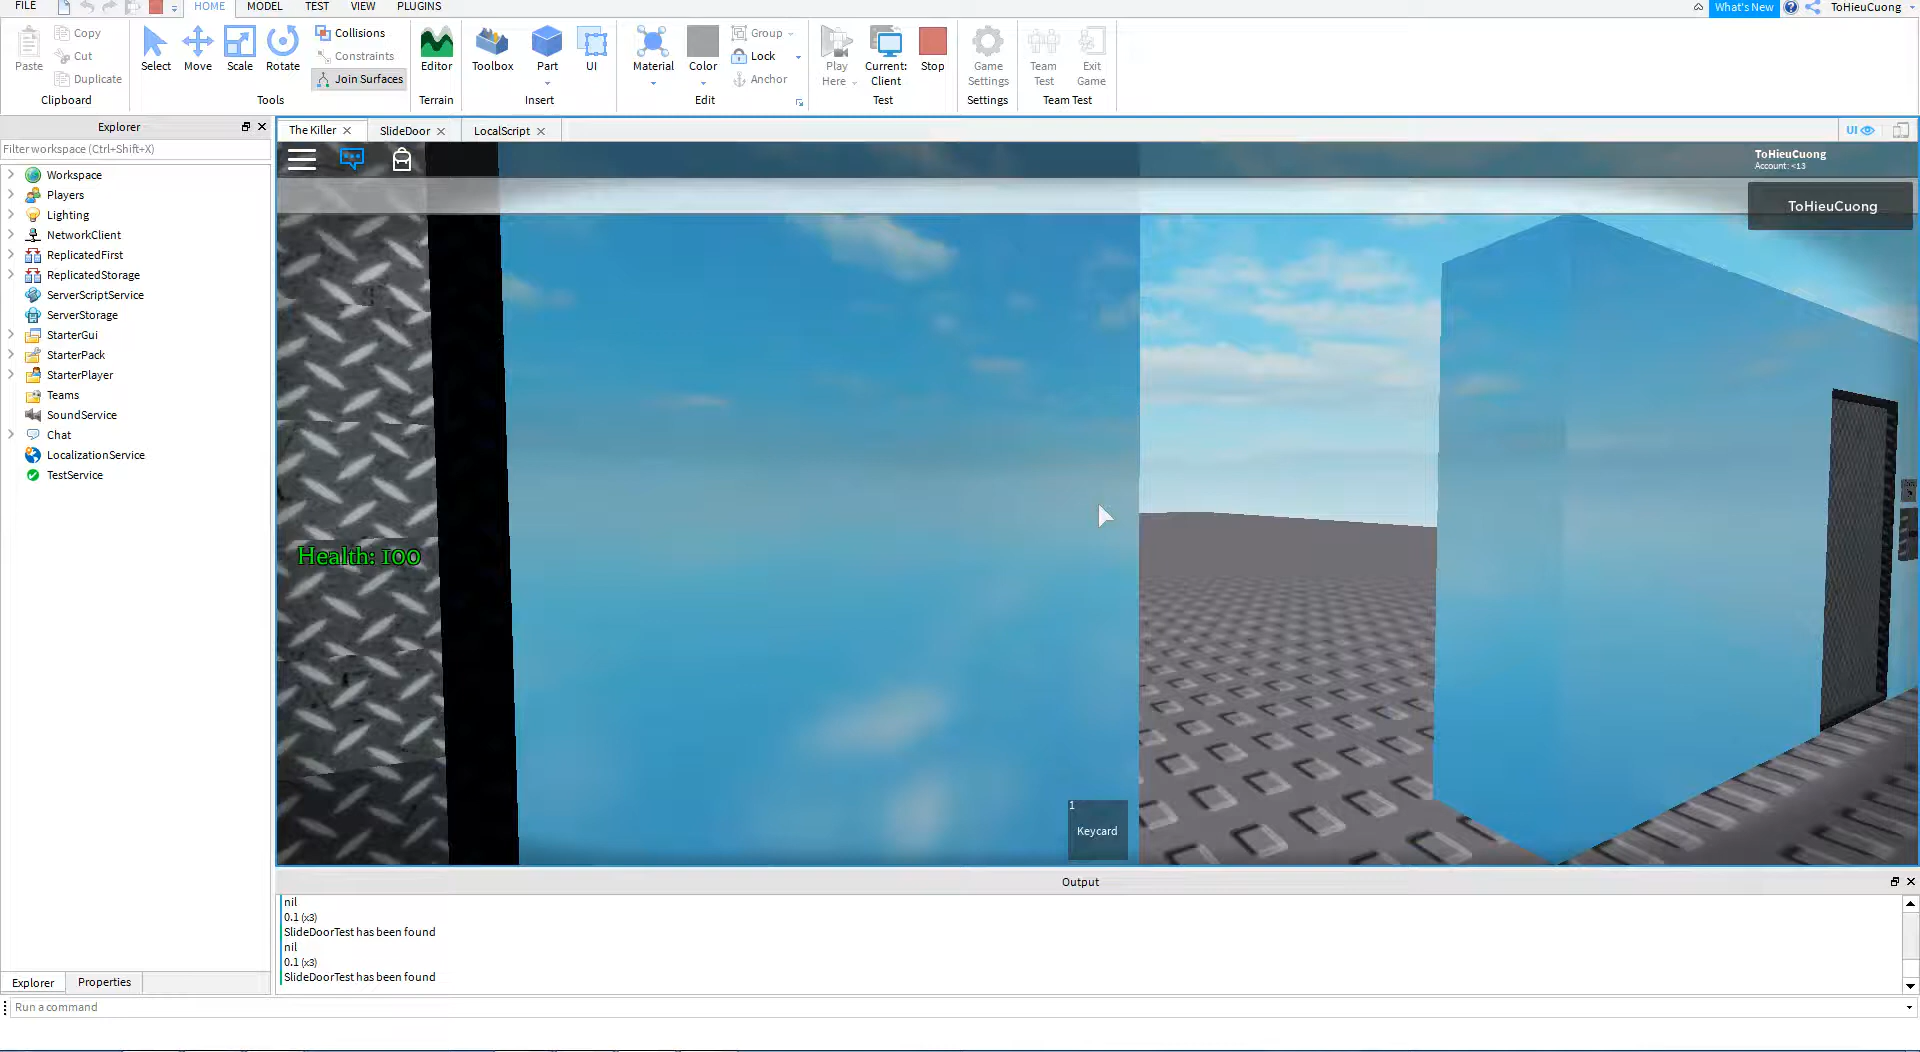 FILE HOME MODEL TEST VIEW PLUGINS What's New ToHieuCuong
Paste Copy Cut Duplicate Clipboard
Select Move Scale Rotate Collisions Constraints Join Surfaces Tools
Editor Terrain
Toolbox Part UI Insert
Material Color Group Lock Anchor Edit
Play Here Current: Client Stop Test
Game Settings Settings
Team Test Exit Game Team Test
Explorer
The Killer SlideDoor LocalScript UI
Filter workspace (Ctrl+Shift+X)
Workspace
Players
Lighting
NetworkClient
ReplicatedFirst
ReplicatedStorage
ServerScriptService
ServerStorage
StarterGui
StarterPack
StarterPlayer
Teams
SoundService
Chat
LocalizationService
TestService
ToHieuCuong
Account: <13
ToHieuCuong
Health: 100
1
Keycard
Output
nil
0.1 (x3)
SlideDoorTest has been found
nil
0.1 (x3)
SlideDoorTest has been found
Explorer Properties
Run a command